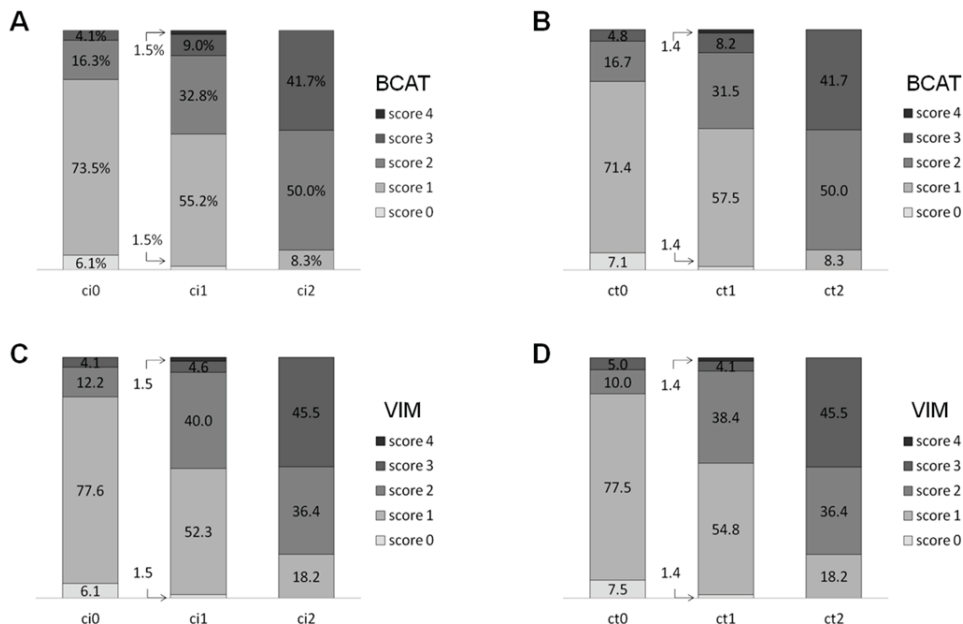 A
4.1%
16.3%
73.5%
6.1%
ci0
1.5%
9.0%
32.8%
55.2%
1.5%
ci1
41.7%
50.0%
8.3%
ci2
BCAT
score 4
score 3
score 2
score 1
score 0
B
4.8
16.7
71.4
7.1
ct0
1.4
8.2
31.5
57.5
1.4
ct1
41.7
50.0
8.3
ct2
BCAT
score 4
score 3
score 2
score 1
score 0
C
4.1
12.2
77.6
6.1
ci0
1.5
4.6
40.0
52.3
1.5
ci1
45.5
36.4
18.2
ci2
VIM
score 4
score 3
score 2
score 1
score 0
D
5.0
10.0
77.5
7.5
ct0
1.4
4.1
38.4
54.8
1.4
ct1
45.5
36.4
18.2
ct2
VIM
score 4
score 3
score 2
score 1
score 0